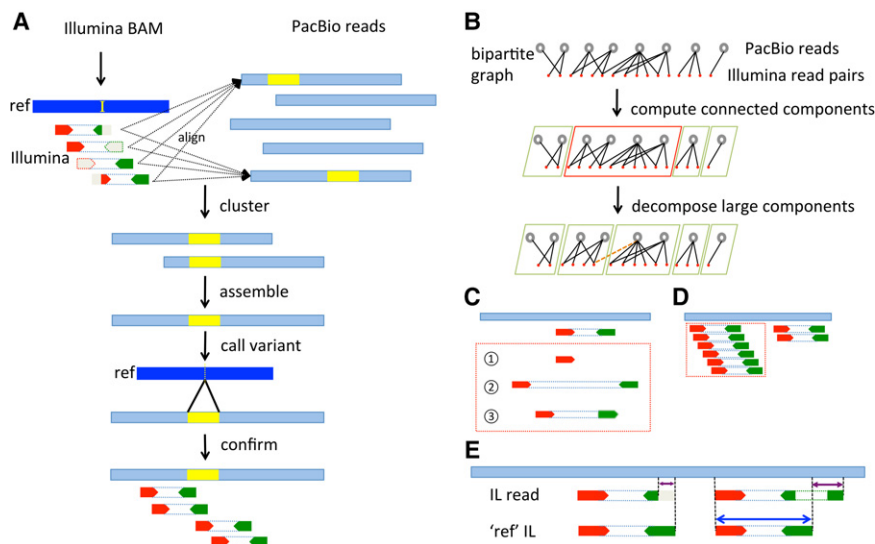 A
Illumina BAM
PacBio reads
ref
Illumina
align
cluster
assemble
call variant
ref
confirm
B
bipartite
graph
PacBio reads
Illumina read pairs
compute connected components
decompose large components
C
1
2
3
D
E
IL read
‘ref’ IL